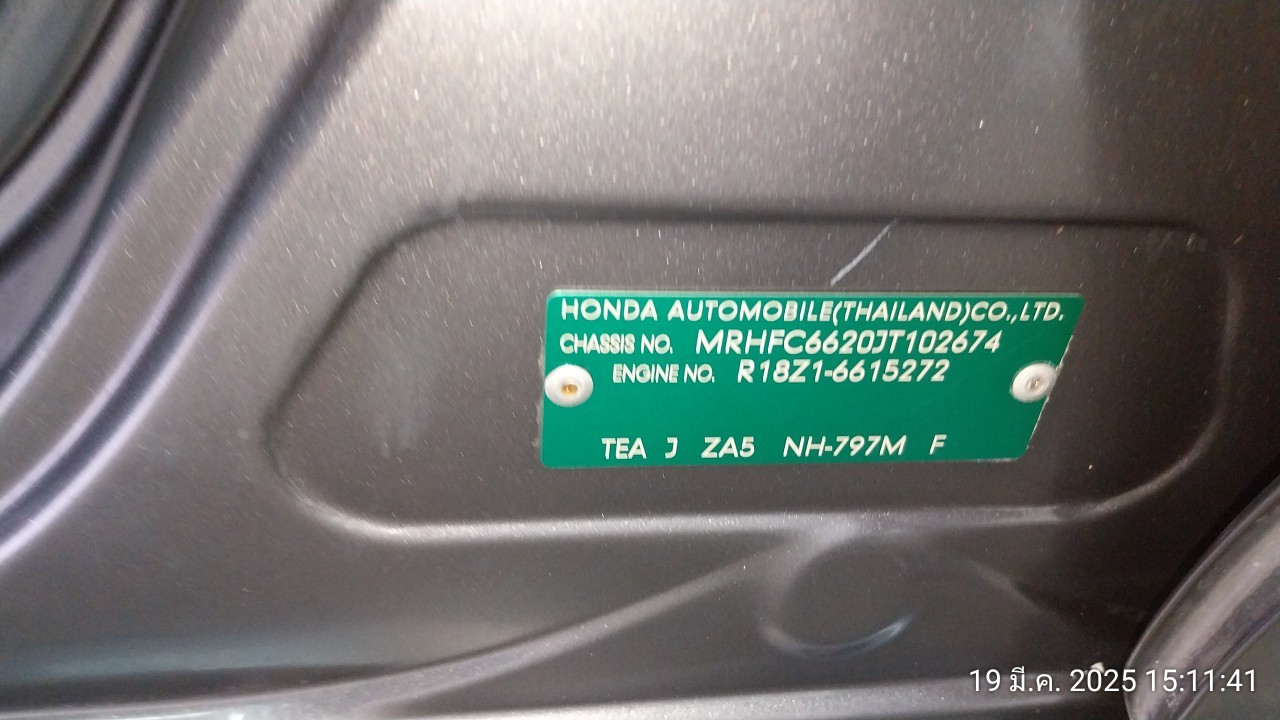 HONDA AUTOMOBILE(THAILAND)CO.,LTD.
CHASSIS NO. MRHFC6620JT102674
ENGINE NO. R18Z1-6615272
TEA J ZA5 NH-797M F
19 มี.ค. 2025 15:11:41